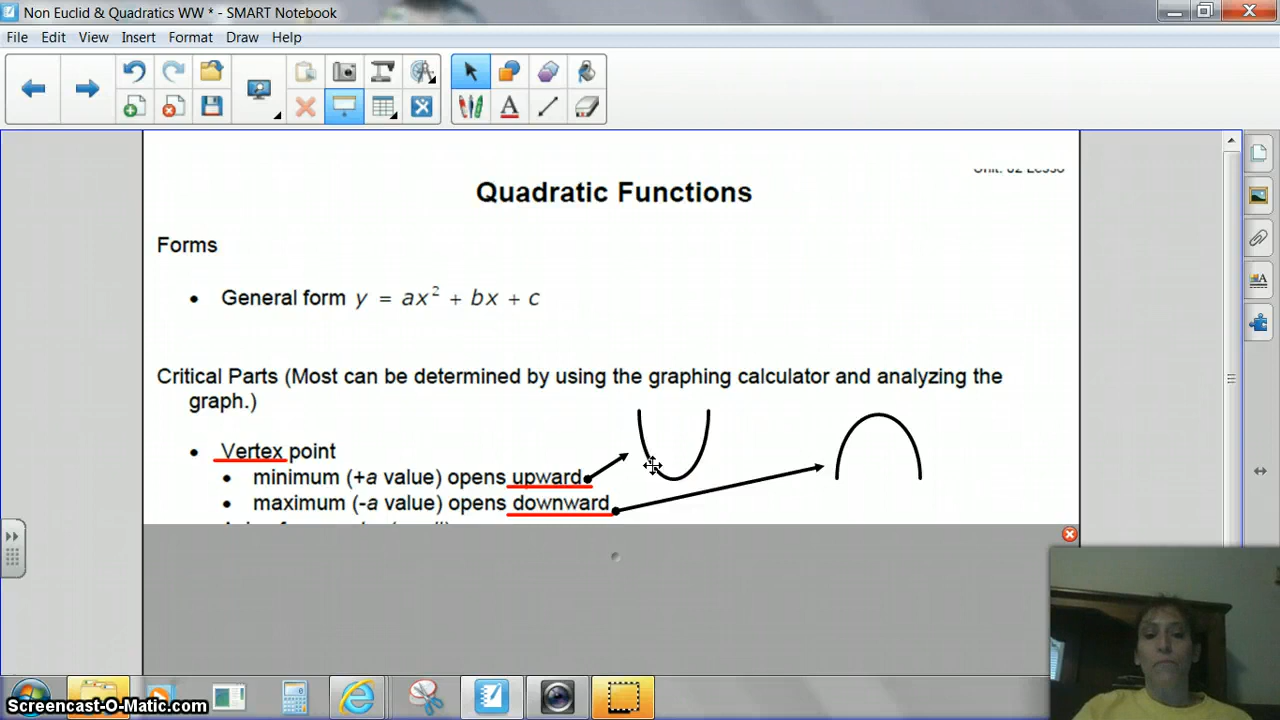 Non Euclid & Quadratics WW * - SMART Notebook
File Edit View Insert Format Draw Help
Quadratic Functions
Forms
• General form y = ax² + bx + c
Critical Parts (Most can be determined by using the graphing calculator and analyzing the
graph.)
• Vertex point
• minimum (+a value) opens upward
• maximum (-a value) opens downward
Screencast-O-Matic.com